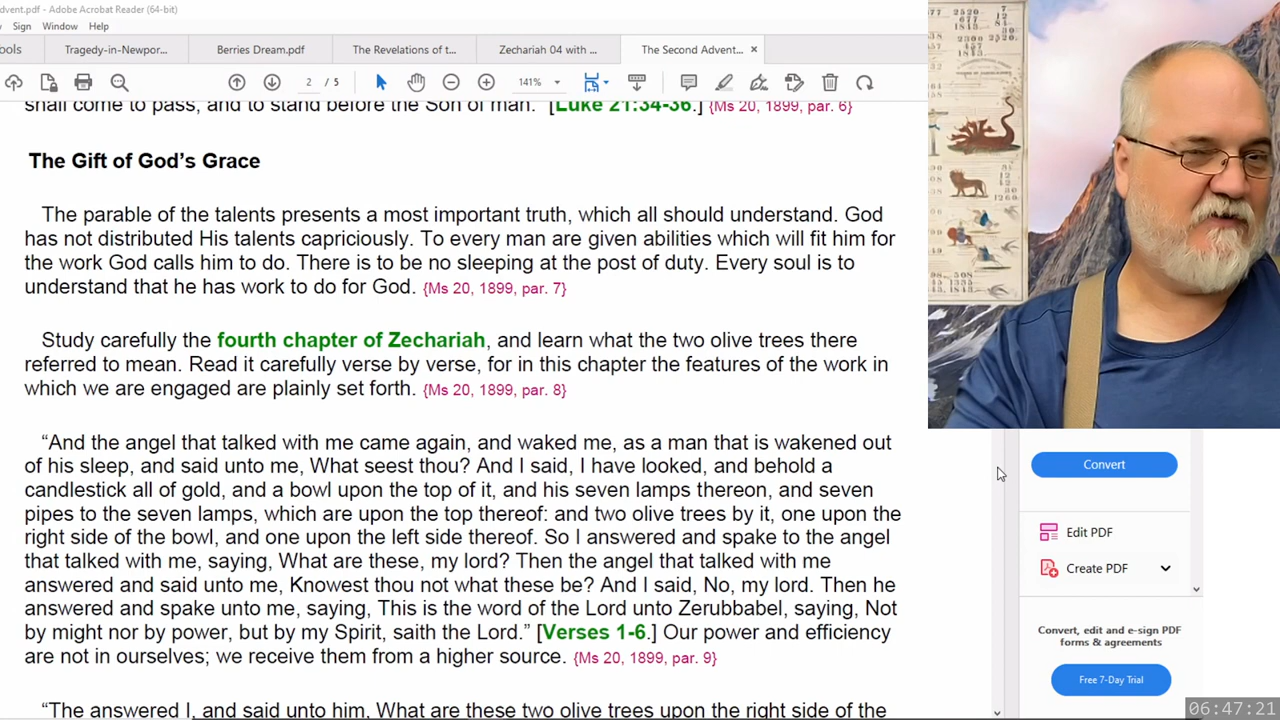 dvent.pdf - Adobe Acrobat Reader (64-bit)
Sign Window Help
ools Tragedy-in-Newpor... Berries Dra The Revelations of t... Zechariah 04 with ... The Second Adven... ×
/ 5 141%
shall come to pass, and to stand before the Son of man. [Luke 21:34-36.] {Ms 20, 1899, par. 6}
The Gift of God's Grace
The parable of the talents presents a most important truth, which all should understand. God
has not distributed His talents capriciously. To every man are given abilities which will fit him for
the work God calls him There is to be no sleeping at the post of duty. Every soul is to
understand that he has work to do for God. {Ms 20, 1899, par. 7}
Study carefully the fourth chapter of Zechariah, and learn what the two olive trees there
referred to mean. Read it carefully verse by verse, for in this chapter the features of the work in
which we are engaged are plainly set forth. {Ms 20, 1899, par. 8}
“And the angel that talked with me came again, and waked me, as a man that is wakened out
of his sleep, and said unto me, What seest thou? And I said, I have looked, and behold a
candlestick all of gold, and a bowl upon the top of it, and his seven lamps thereon, and seven
pipes to the seven lamps, which are upon the top thereof: and two olive trees by it, one upon the
right side of the bowl, and one upon the left side thereof. So I answered and spake to the angel
that talked with me, saying, What are these, my lord? Then the angel that talked with me
answered and said unto me, Knowest thou not what these be? And I said, No, my lord. Then he
answered and spake unto me, saying, This is the word of the Lord unto Zerubbabel, saying, Not
by might nor by power, but by my Spirit, saith the Lord.” [Verses 1-6.] Our power and efficiency
are not in ourselves; we receive them from a higher source. {Ms 20, 1899, par. 9}
“The answered I, and said unto him, What are these two olive trees upon the right side of the
2520
677
1843
457
1843.
1260
508
1335
1843
Convert
Edit PDF
Create PDF
Convert, edit and e-sign PDF
forms & agreements
Free 7-Day Trial
06:47:21